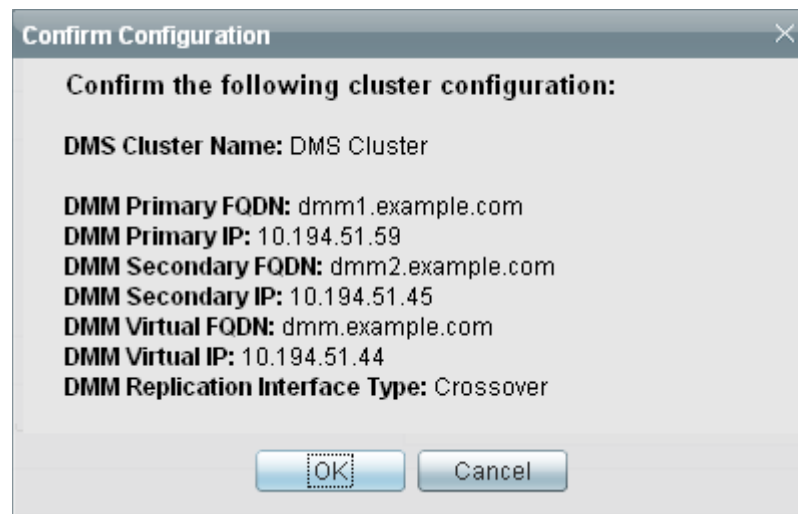 Confirm Configuration
Confirm the following cluster configuration:
DMS Cluster Name: DMS Cluster
DMM Primary FQDN: dmm1.example.com
DMM Primary IP: 10.194.51.59
DMM Secondary FQDN: dmm2.example.com
DMM Secondary IP: 10.194.51.45
DMM Virtual FQDN: dmm.example.com
DMM Virtual IP: 10.194.51.44
DMM Replication Interface Type: Crossover
OK
Cancel